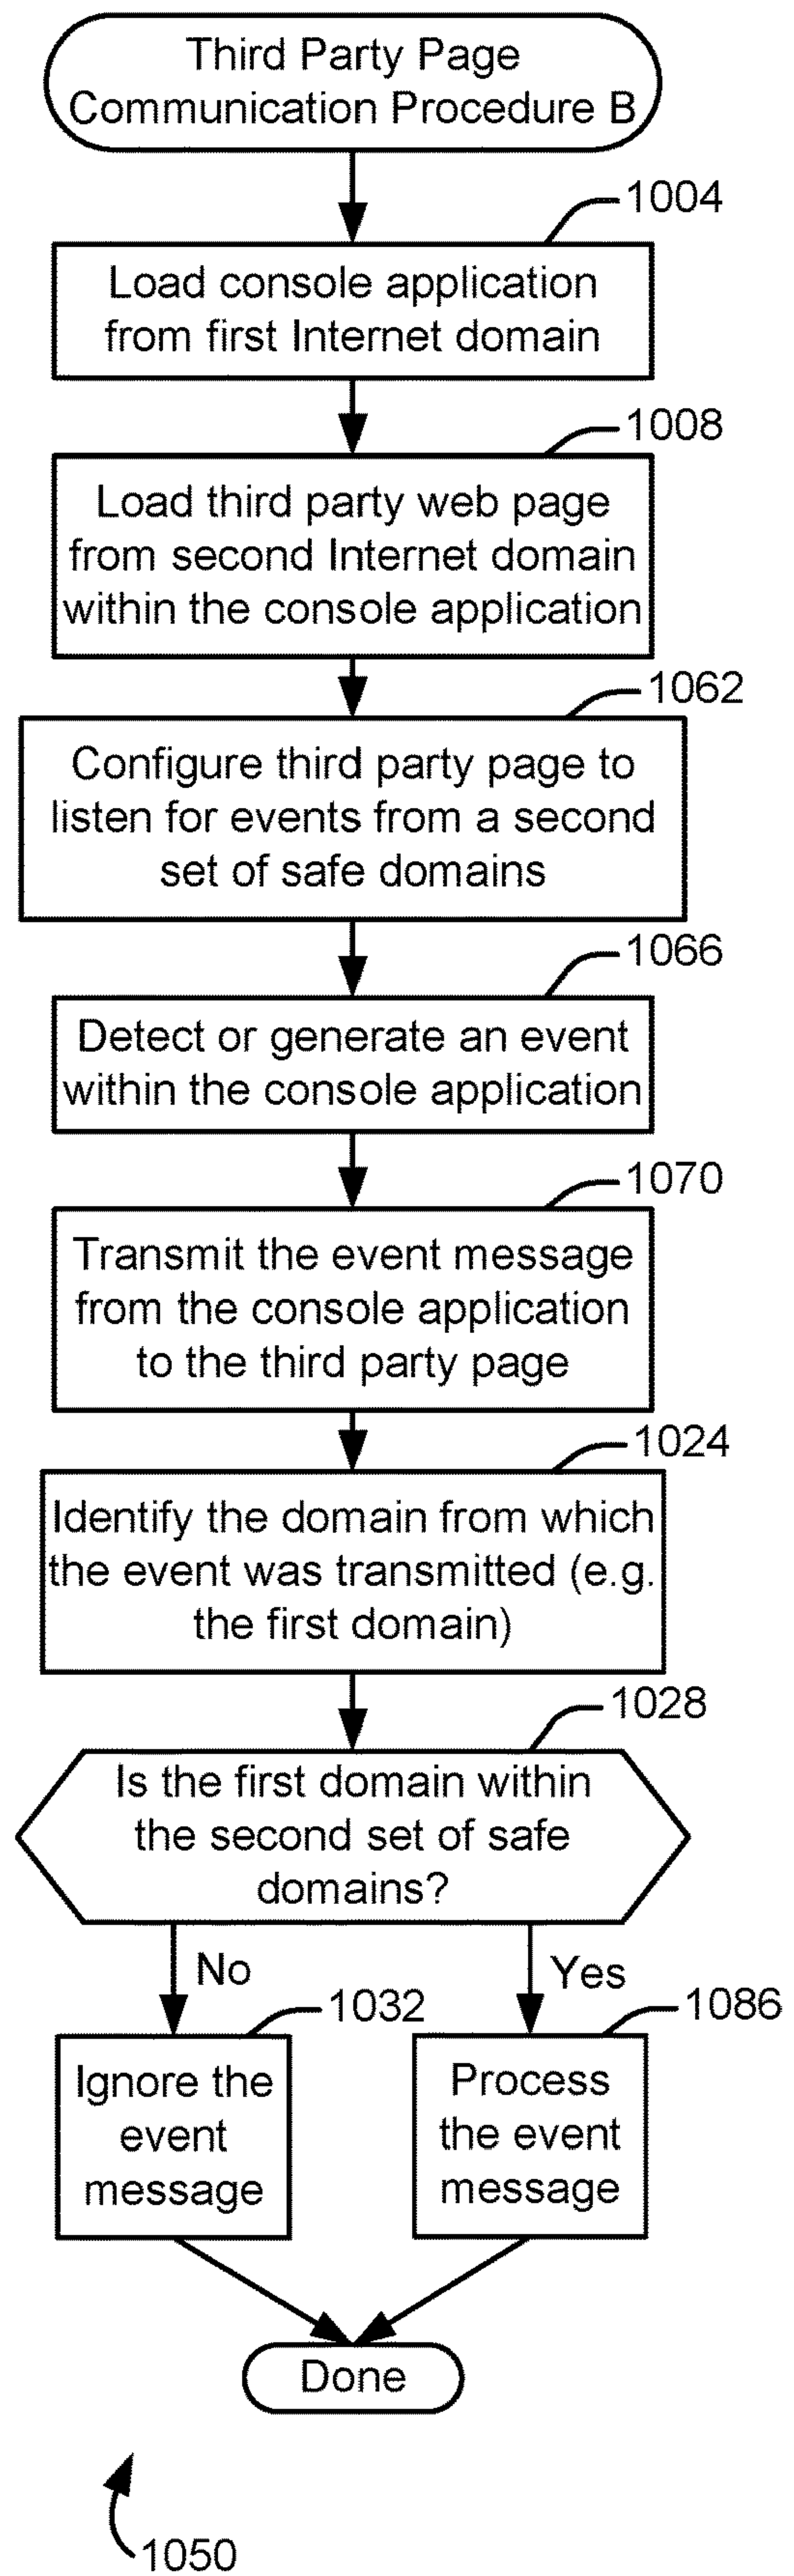 Third Party Page
Communication Procedure B
1004
Load console application
from first Internet domain
1008
Load third party web page
from second Internet domain
within the console application
1062
Configure third party page to
listen for events from a second
set of safe domains
1066
Detect or generate an event
within the console application
1070
Transmit the event message
from the console application
to the third party page
1024
Identify the domain from which
the event was transmitted (e.g.
the first domain)
1028
Is the first domain within
the second set of safe
domains?
No
Yes
1032
Ignore the
event
message
1086
Process
the event
message
Done
1050